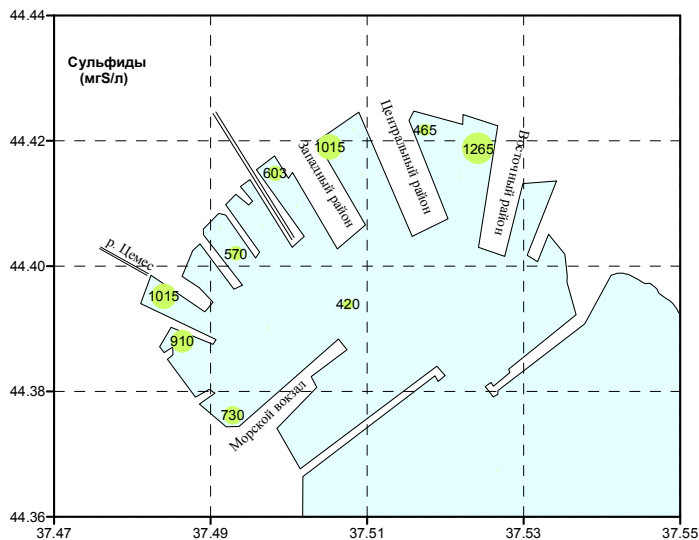 44.44
Сульфиды
(мгS/л)
44.42
465
1015
1265
603
Западный район
Центральный район
Восточный район
р. Цемес
570
44.40
1015
420
910
44.38
730
Морской вокзал
44.36
37.47
37.49
37.51
37.53
37.55